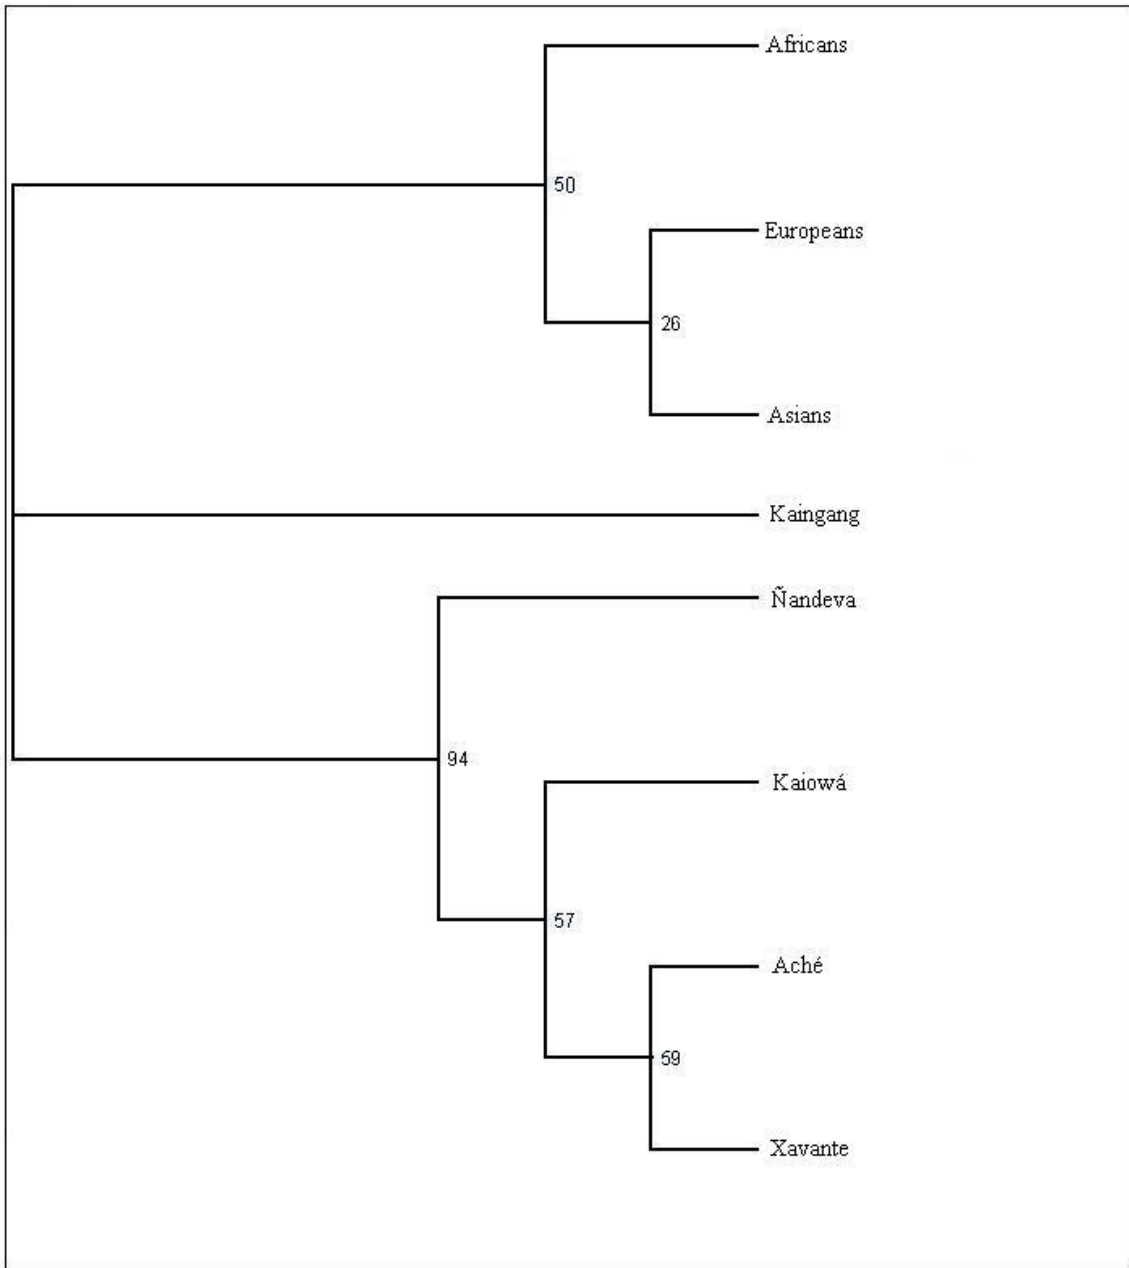 Africans
50
Europeans
26
Asians
Kaingang
Ñandeva
94
Kaiowá
57
Aché
59
Xavante